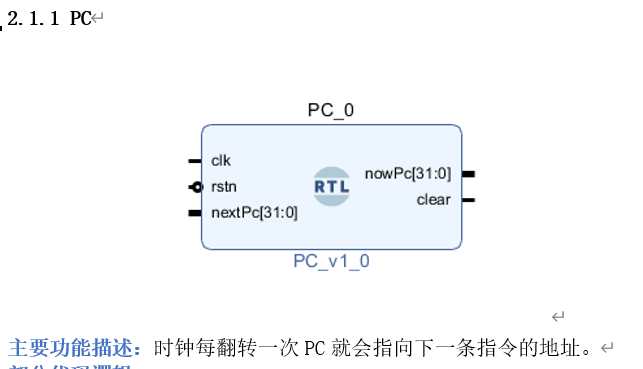 2.1.1 PC
PC_0
clk
rstn
nextPc[31:0]
RTL
nowPc[31:0]
clear
PC_v1_0
主要功能描述：时钟每翻转一次 PC 就会指向下一条指令的地址。